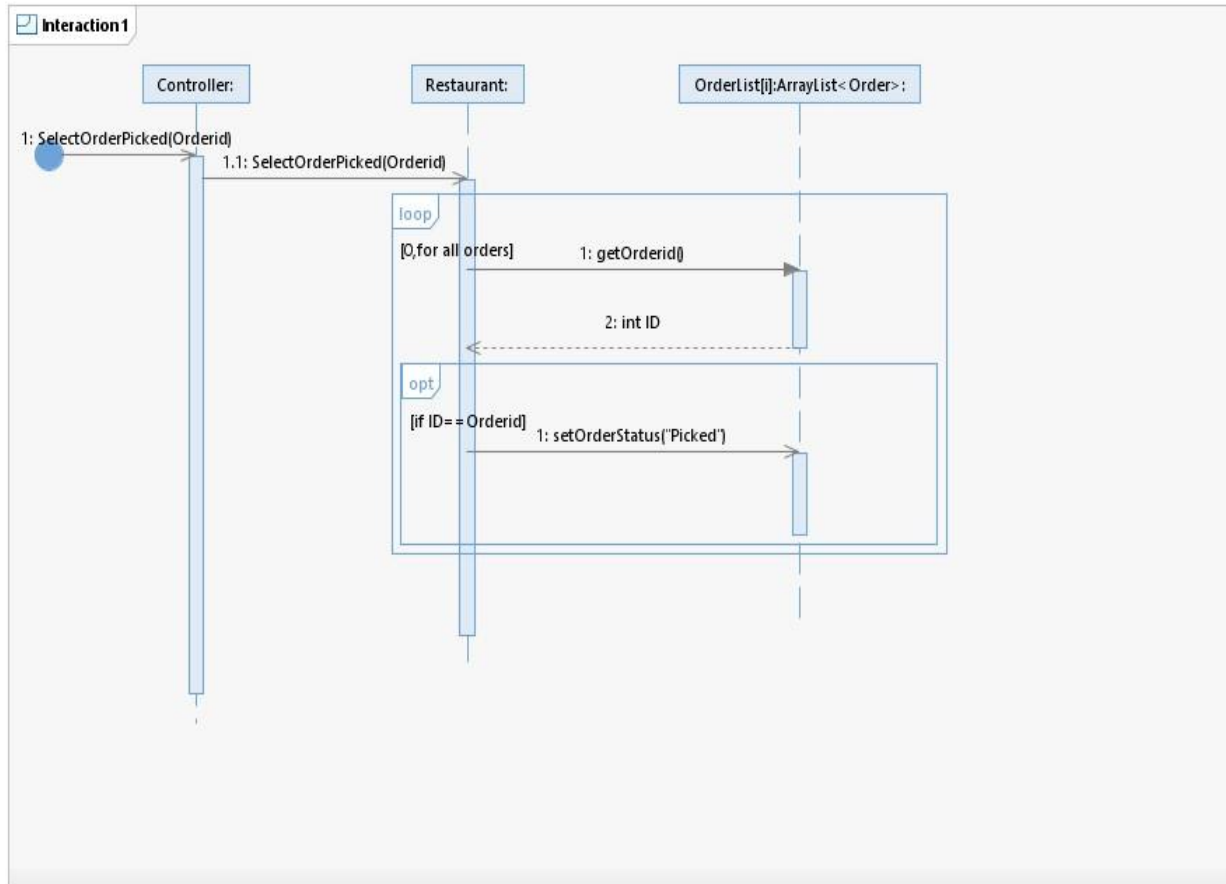 Interaction1
Controller:
Restaurant:
OrderList[i]:ArrayList<Order>:
1: SelectOrderPicked(Orderid)
1.1: SelectOrderPicked(Orderid)
loop
[0,for all orders]
1: getOrderid()
2: int ID
opt
[if ID==Orderid]
1: setOrderStatus("Picked")